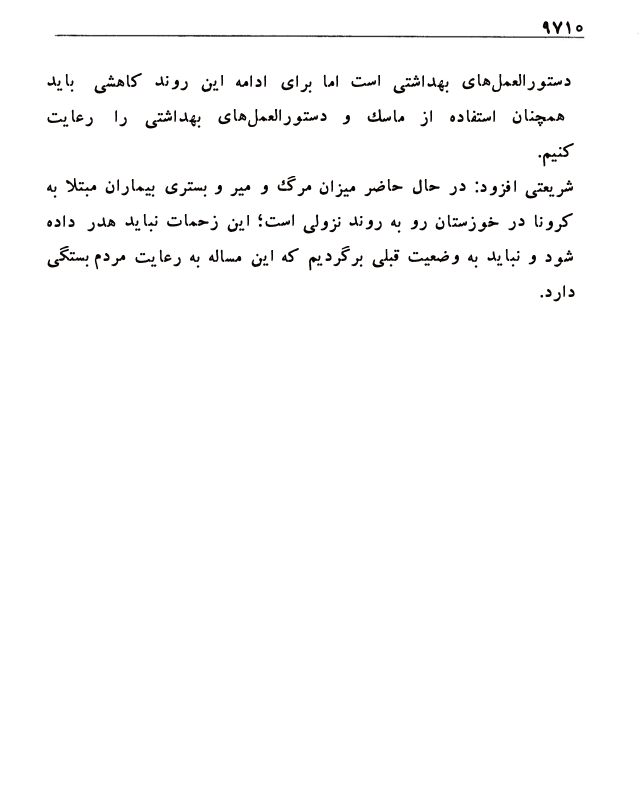 ۹۷۱۰
دستورالعمل‌های بهداشتی است اما برای ادامه این روند کاهشی باید
همچنان استفاده از ماسک و دستورالعمل‌های بهداشتی را رعایت
کنیم.
شریعتی افزود: در حال حاضر میزان مرگ و میر و بستری بیماران مبتلا به
کرونا در خوزستان رو به روند نزولی است؛ این زحمات نباید هدر داده
شود و نباید به وضعیت قبلی برگردیم که این مساله به رعایت مردم بستگی
دارد.